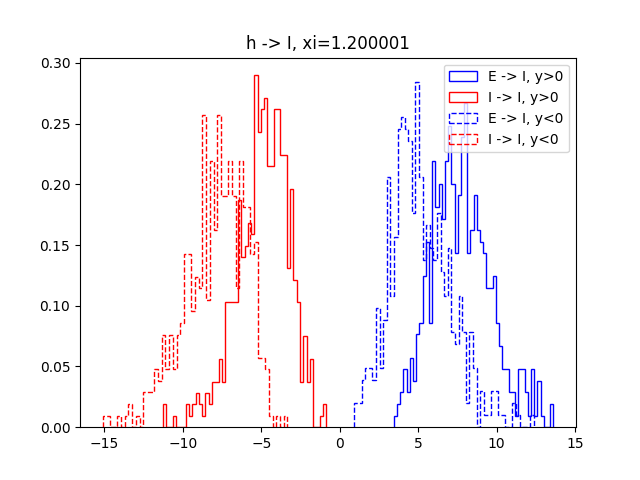 h -> I, xi=1.200001
E -> I, y>0
I -> I, y>0
E -> I, y<0
I -> I, y<0
0.30
0.25
0.20
0.15
0.10
0.05
0.00
−15 −10 −5 0 5 10 15